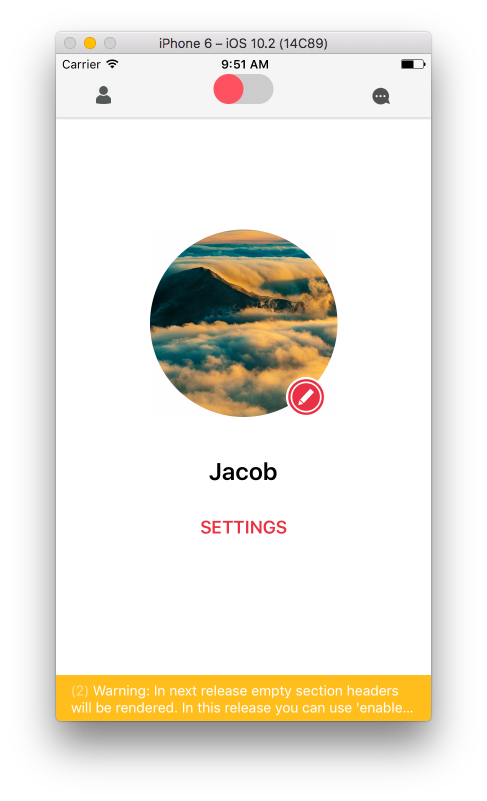 iPhone 6 – iOS 10.2 (14C89)
Carrier 9:51 AM
Jacob
SETTINGS
(2) Warning: In next release empty section headers
will be rendered. In this release you can use 'enable...